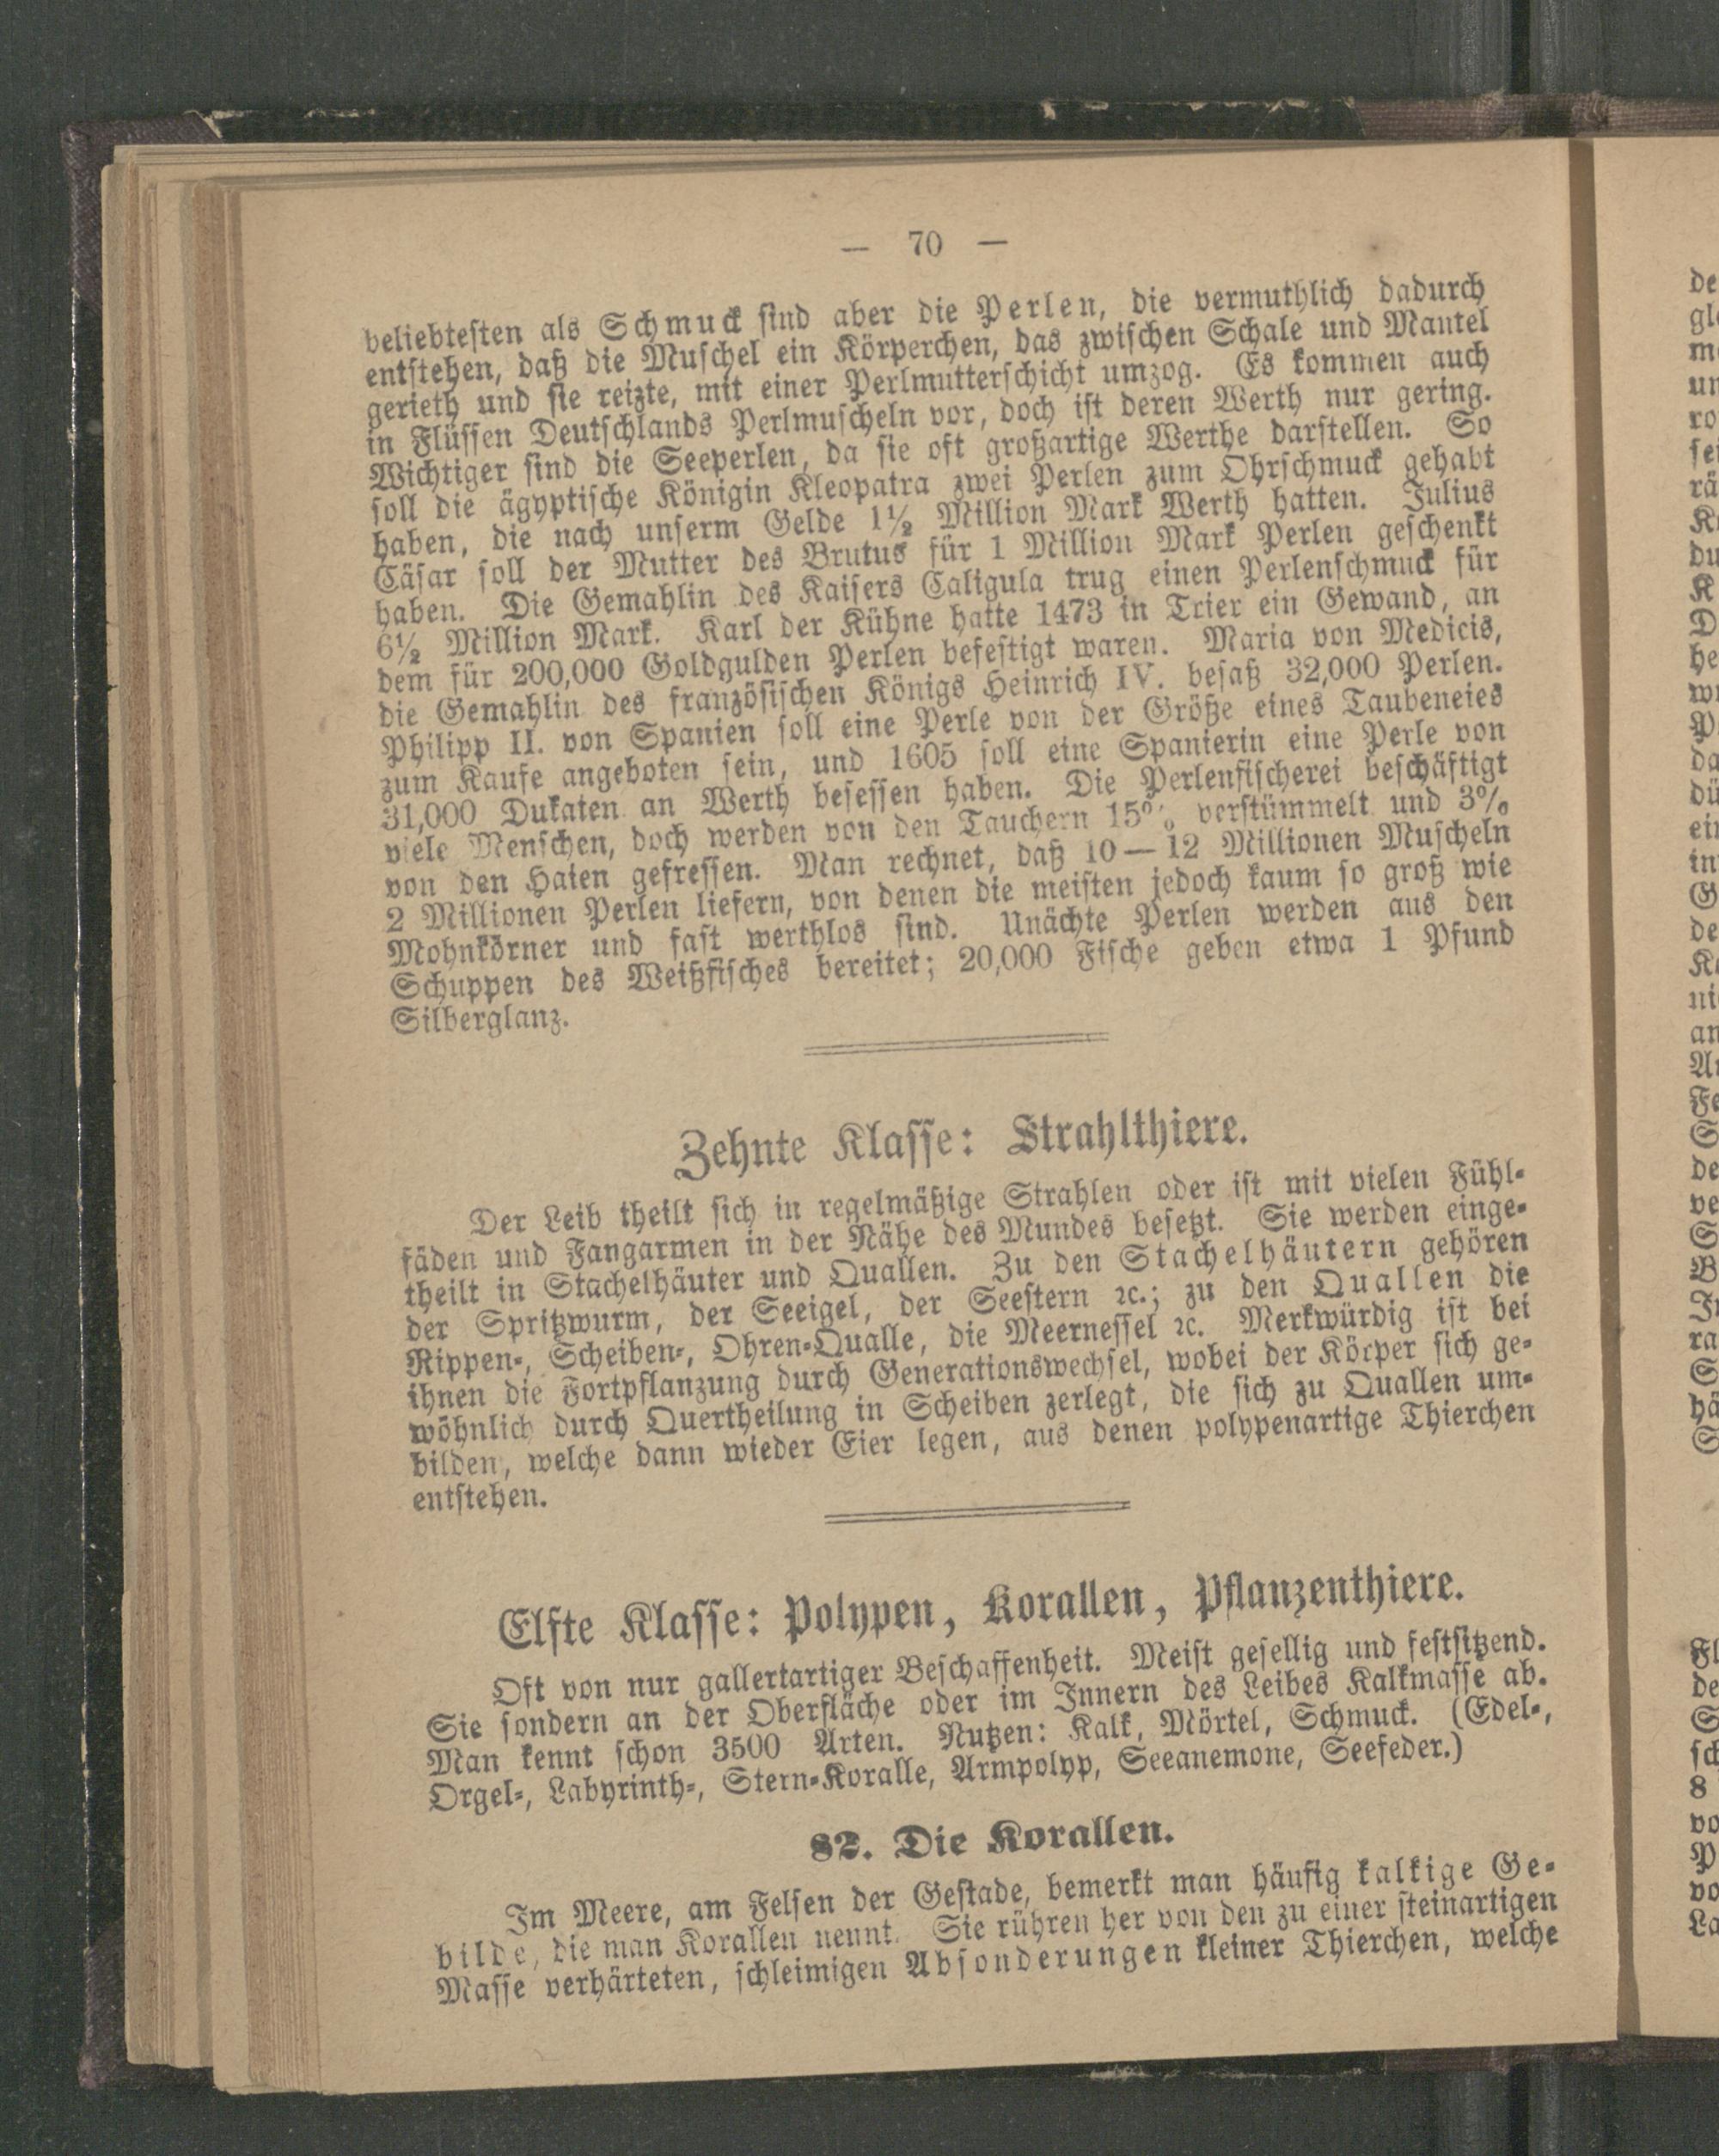 — 70 —
beliebtesten als Schmuck sind aber die Perlen, die vermuthlich dadurch
entstehen, daß die Muschel ein Körperchen, das zwischen Schale und Mantel
gerieth und sie reizte, mit einer Perlmutterschicht umzog. Es kommen auch
in Flüssen Deutschlands Perlmuscheln vor, doch ist deren Werth nur gering.
Wichtiger sind die Seeperlen, da sie oft großartige Werthe darstellen. So
soll die ägyptische Königin Kleopatra zwei Perlen zum Ohrschmuck gehabt
haben, die nach unserm Gelde 1½ Million Mark Werth hatten. Julius
Cäsar soll der Mutter des Brutus für 1 Million Mark Perlen geschenkt
haben. Die Gemahlin des Kaisers Caligula trug einen Perlenschmuck für
6½ Million Mark. Karl der Kühne hatte 1473 in Trier ein Gewand, an
dem für 200,000 Goldgulden Perlen befestigt waren. Maria von Medicis,
die Gemahlin des französischen Königs Heinrich IV. besaß 32,000 Perlen.
Philipp II. von Spanien soll eine Perle von der Größe eines Taubeneies
zum Kaufe angeboten sein, und 1605 soll eine Spanierin eine Perle von
31,000 Dukaten an Werth besessen haben. Die Perlenfischerei beschäftigt
viele Menschen, doch werden von den Tauchern 15% verstümmelt und 3%
von den Haien gefressen. Man rechnet, daß 10—12 Millionen Muscheln
2 Millionen Perlen liefern, von denen die meisten jedoch kaum so groß wie
Mohnkörner und fast werthlos sind. Unächte Perlen werden aus den
Schuppen des Weißfisches bereitet; 20,000 Fische geben etwa 1 Pfund
Silberglanz.
Zehnte Klasse: Strahlthiere.
Der Leib theilt sich in regelmäßige Strahlen oder ist mit vielen Fühl-
fäden und Fangarmen in der Nähe des Mundes besetzt. Sie werden einge-
theilt in Stachelhäuter und Quallen. Zu den Stachelhäutern gehören
der Spritzwurm, der Seeigel, der Seestern ꝛc.; zu den Quallen die
Rippen-, Scheiben-, Ohren-Qualle, die Meernessel ꝛc. Merkwürdig ist bei
ihnen die Fortpflanzung durch Generationswechsel, wobei der Körper sich ge-
wöhnlich durch Quertheilung in Scheiben zerlegt, die sich zu Quallen um-
bilden, welche dann wieder Eier legen, aus denen polypenartige Thierchen
entstehen.
Elfte Klasse: Polypen, Korallen, Pflanzenthiere.
Oft von nur gallertartiger Beschaffenheit. Meist gesellig und festsitzend.
Sie sondern an der Oberfläche oder im Innern des Leibes Kalkmasse ab.
Man kennt schon 3500 Arten. Nutzen: Kalk, Mörtel, Schmuck. (Edel-,
Orgel-, Labyrinth-, Stern-Koralle, Armpolyp, Seeanemone, Seefeder.)
82. Die Korallen.
Im Meere, am Felsen der Gestade, bemerkt man häufig kalkige Ge-
bilde, die man Korallen nennt. Sie rühren her von den zu einer steinartigen
Masse verhärteten, schleimigen Absonderungen kleiner Thierchen, welche